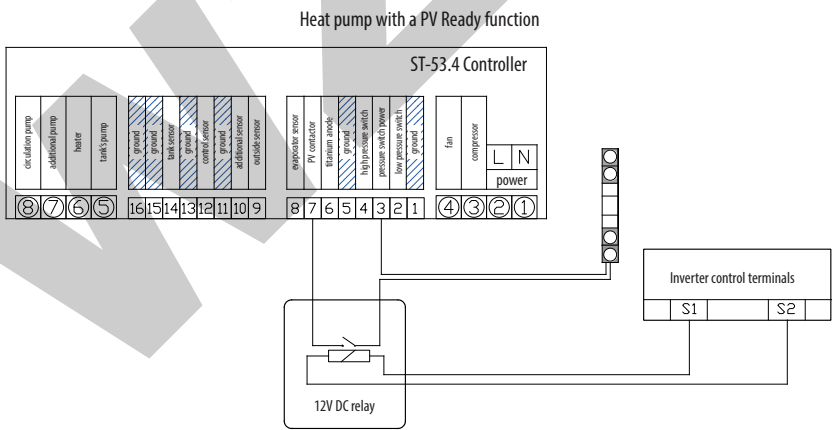 Heat pump with a PV Ready function
ST-53.4 Controller
circulation pump
additional pump
heater
tank's pump
ground
ground
tank sensor
ground
control sensor
ground
additional sensor
outside sensor
evaporator sensor
PV contactor
titanium anode
ground
high pressure switch
pressure switch power
low pressure switch
ground
fan
compressor
L N
power
8 7 6 5 16 15 14 13 12 11 10 9 8 7 6 5 4 3 2 1 4 3 2 1
Inverter control terminals
S1 S2
12V DC relay